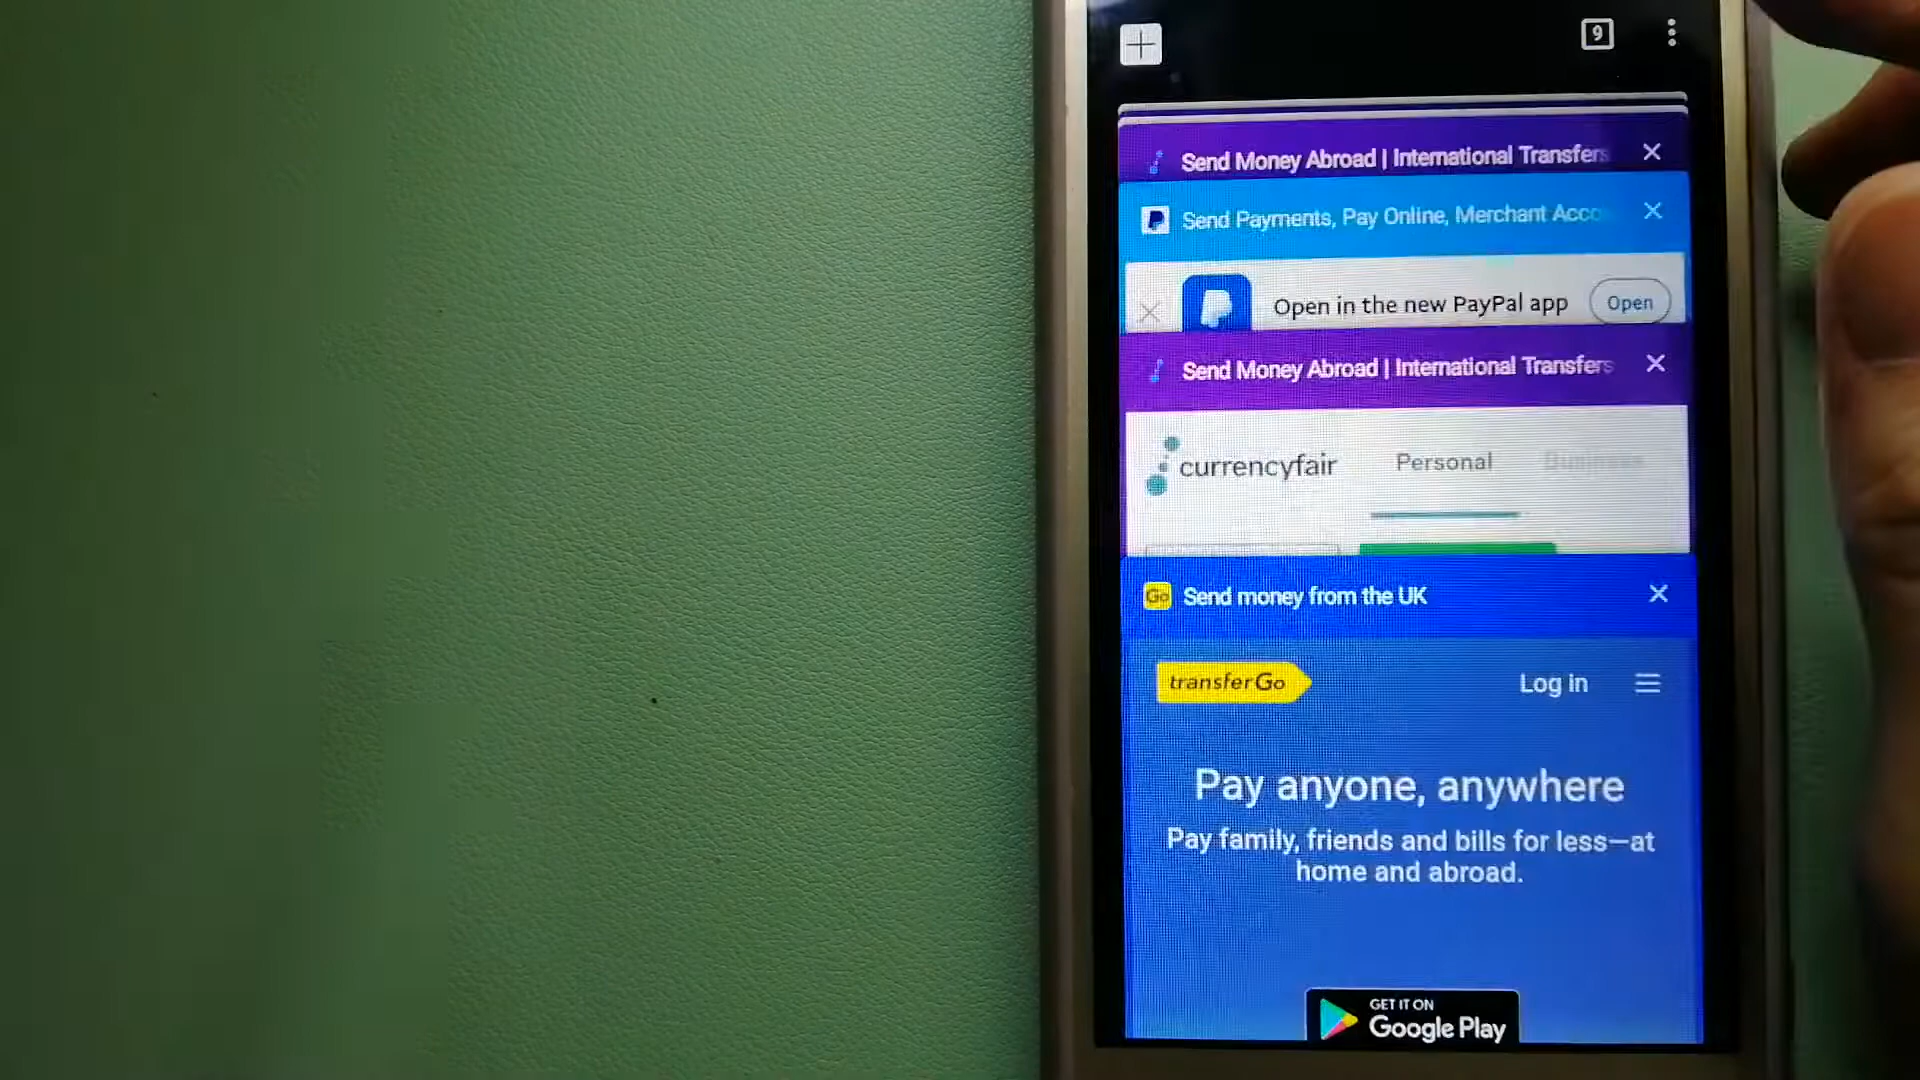 9
Send Money Abroad | International Transfers
Send Payments, Pay Online, Merchant Acco
Open in the new PayPal app
Open
Send Money Abroad | International Transfers
currencyfair
Personal
Business
Go
Send money from the UK
transferGo
Log in
Pay anyone, anywhere
Pay family, friends and bills for less—at
home and abroad.
GET IT ON
Google Play